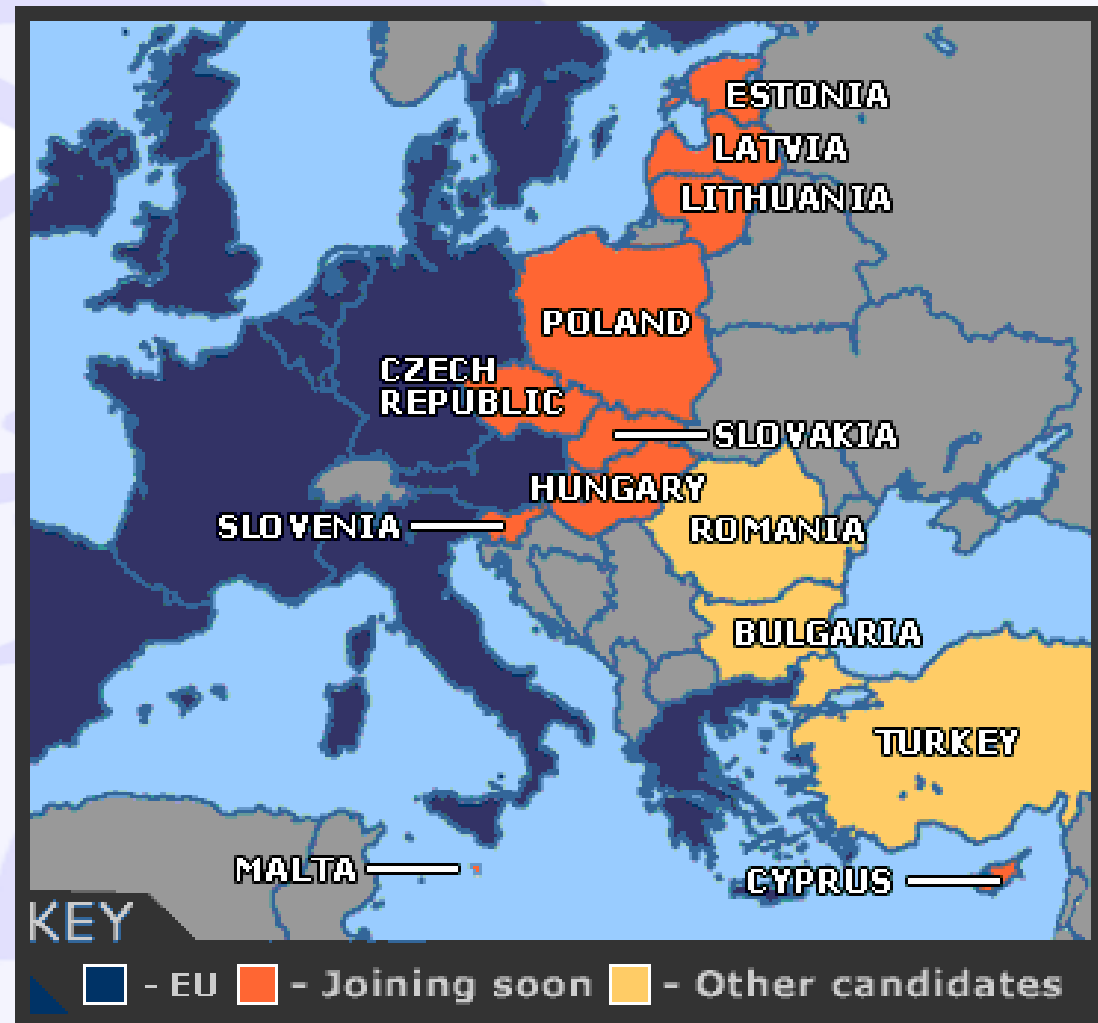 ESTONIA
LATVIA
LITHUANIA
POLAND
CZECH
REPUBLIC
SLOVAKIA
HUNGARY
SLOVENIA
ROMANIA
BULGARIA
TURKEY
MALTA
CYPRUS
KEY
- EU - Joining soon - Other candidates